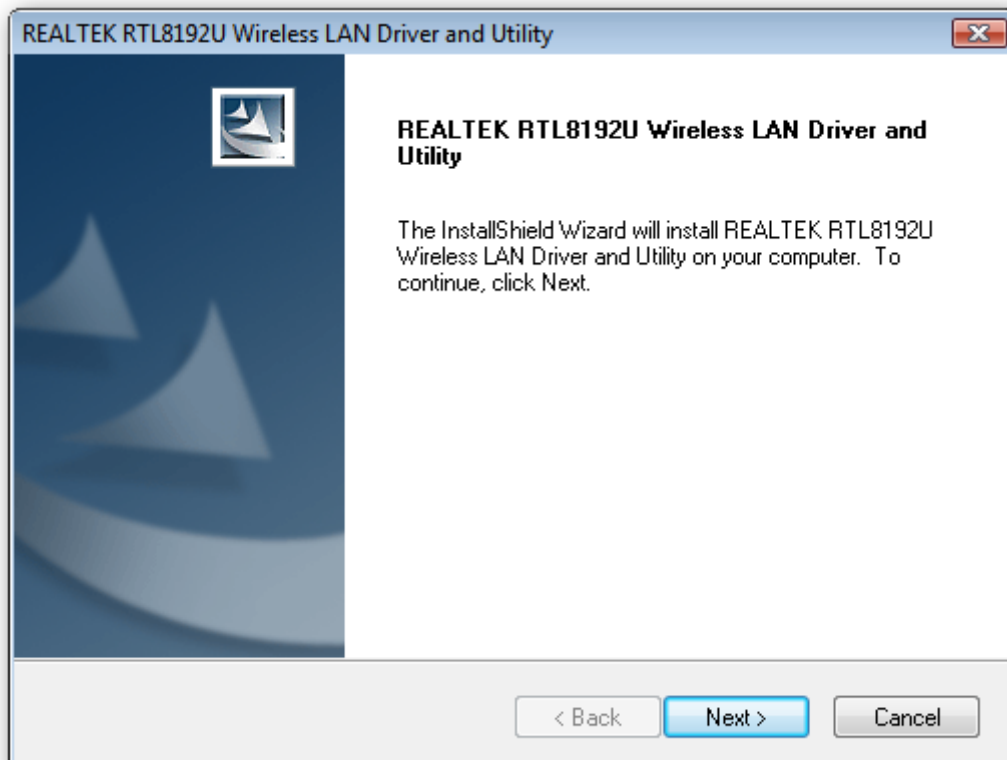 REALTEK RTL8192U Wireless LAN Driver and Utility
REALTEK RTL8192U Wireless LAN Driver and
Utility
The InstallShield Wizard will install REALTEK RTL8192U
Wireless LAN Driver and Utility on your computer.  To
continue, click Next.
< Back
Next >
Cancel